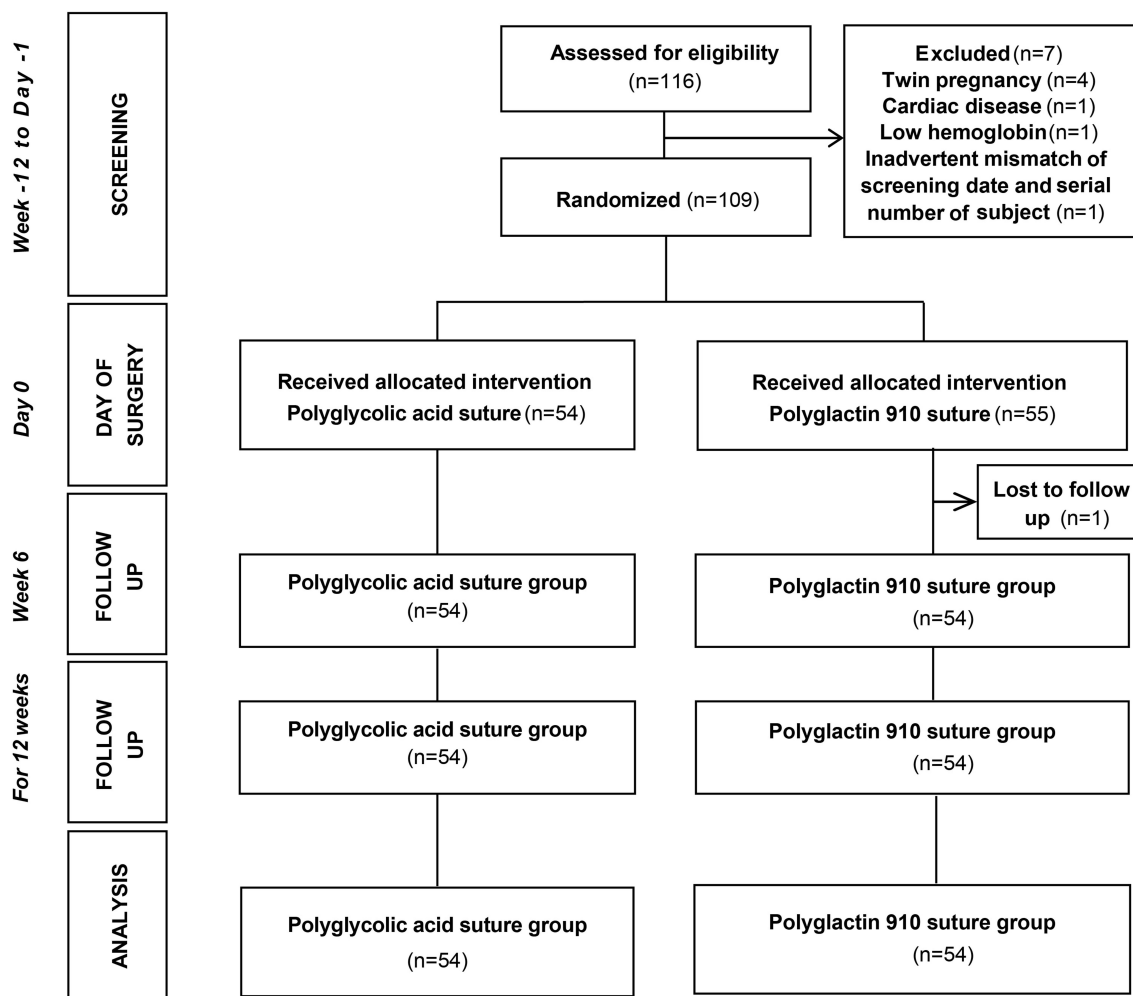 Week -12 to Day -1
SCREENING
Assessed for eligibility
(n=116)
Excluded (n=7)
Twin pregnancy (n=4)
Cardiac disease (n=1)
Low hemoglobin (n=1)
Inadvertent mismatch of
screening date and serial
number of subject (n=1)
Randomized (n=109)
Day 0
DAY OF
SURGERY
Received allocated intervention
Polyglycolic acid suture (n=54)
Received allocated intervention
Polyglactin 910 suture (n=55)
Lost to follow
up (n=1)
Week 6
FOLLOW
UP
Polyglycolic acid suture group
(n=54)
Polyglactin 910 suture group
(n=54)
For 12 weeks
FOLLOW
UP
Polyglycolic acid suture group
(n=54)
Polyglactin 910 suture group
(n=54)
ANALYSIS
Polyglycolic acid suture group
(n=54)
Polyglactin 910 suture group
(n=54)